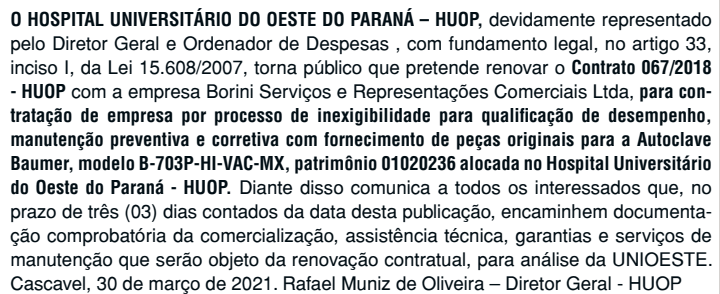 O HOSPITAL UNIVERSITÁRIO DO OESTE DO PARANÁ – HUOP, devidamente representado
pelo Diretor Geral e Ordenador de Despesas , com fundamento legal, no artigo 33,
inciso I, da Lei 15.608/2007, torna público que pretende renovar o Contrato 067/2018
- HUOP com a empresa Borini Serviços e Representações Comerciais Ltda, para con-
tratação de empresa por processo de inexigibilidade para qualificação de desempenho,
manutenção preventiva e corretiva com fornecimento de peças originais para a Autoclave
Baumer, modelo B-703P-HI-VAC-MX, patrimônio 01020236 alocada no Hospital Universitário
do Oeste do Paraná - HUOP. Diante disso comunica a todos os interessados que, no
prazo de três (03) dias contados da data desta publicação, encaminhem documenta-
ção comprobatória da comercialização, assistência técnica, garantias e serviços de
manutenção que serão objeto da renovação contratual, para análise da UNIOESTE.
Cascavel, 30 de março de 2021. Rafael Muniz de Oliveira – Diretor Geral - HUOP